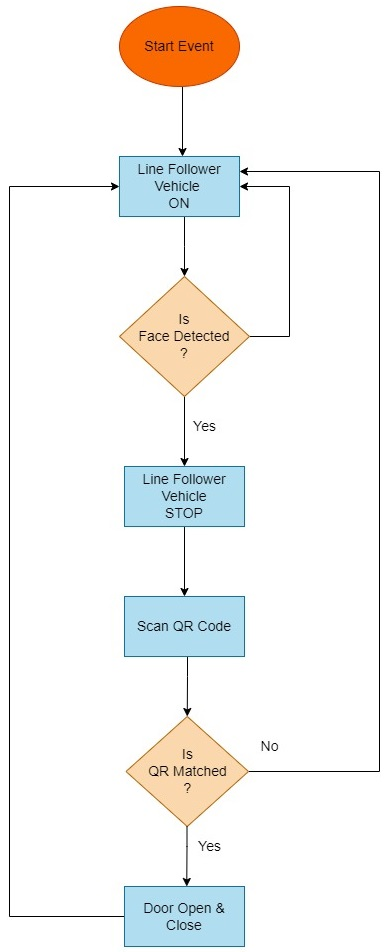 Start Event
Line Follower
Vehicle
ON
Is
Face Detected
?
Yes
Line Follower
Vehicle
STOP
Scan QR Code
No
Is
QR Matched
?
Yes
Door Open &
Close